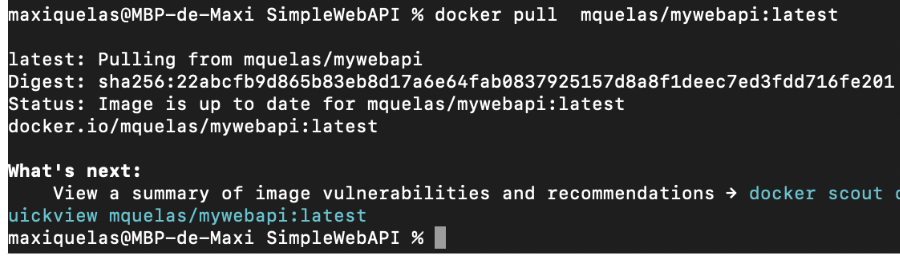 maxiquelas@MBP-de-Maxi SimpleWebAPI % docker pull  mquelas/mywebapi:latest
latest: Pulling from mquelas/mywebapi
Digest: sha256:22abcfb9d865b83eb8d17a6e64fab0837925157d8a8f1deec7ed3fdd716fe201
Status: Image is up to date for mquelas/mywebapi:latest
docker.io/mquelas/mywebapi:latest
What's next:
View a summary of image vulnerabilities and recommendations → docker scout q
uickview mquelas/mywebapi:latest
maxiquelas@MBP-de-Maxi SimpleWebAPI %